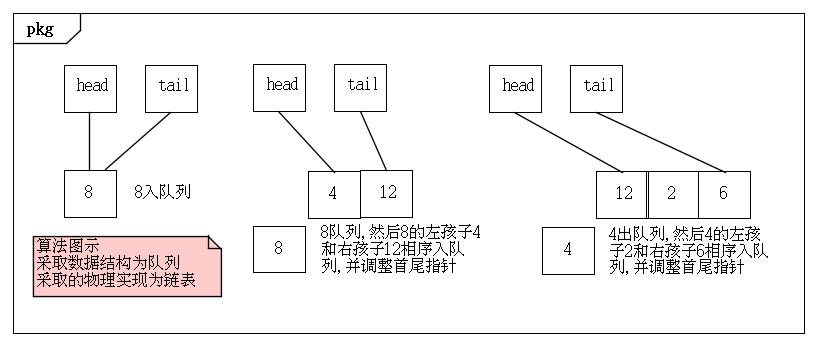 pkg
head
tail
8
8入队列
算法图示
采取数据结构为队列
采取的物理实现为链表
head
tail
4
12
8
8队列,然后8的左孩子4
和右孩子12相序入队
列,并调整首尾指针
head
tail
12
2
6
4
4出队列,然后4的左孩
子2和右孩子6相序入队
列,并调整首尾指针